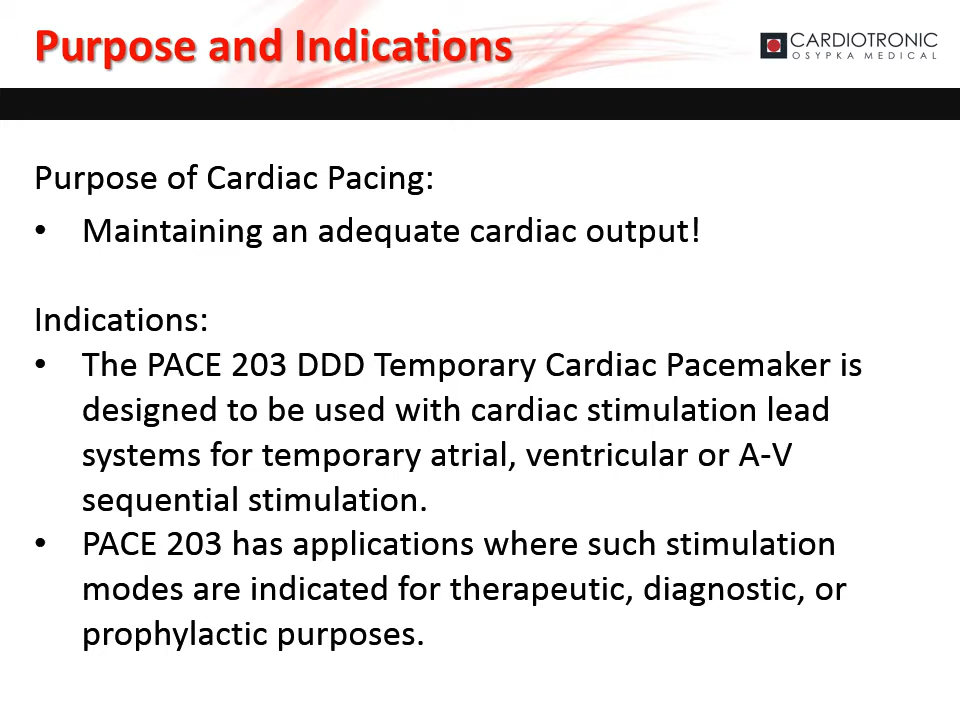 Purpose and Indications
CARDIOTRONIC
OSYPKA MEDICAL
Purpose of Cardiac Pacing:
• Maintaining an adequate cardiac output!
Indications:
• The PACE 203 DDD Temporary Cardiac Pacemaker is
designed to be used with cardiac stimulation lead
systems for temporary atrial, ventricular or A-V
sequential stimulation.
• PACE 203 has applications where such stimulation
modes are indicated for therapeutic, diagnostic, or
prophylactic purposes.